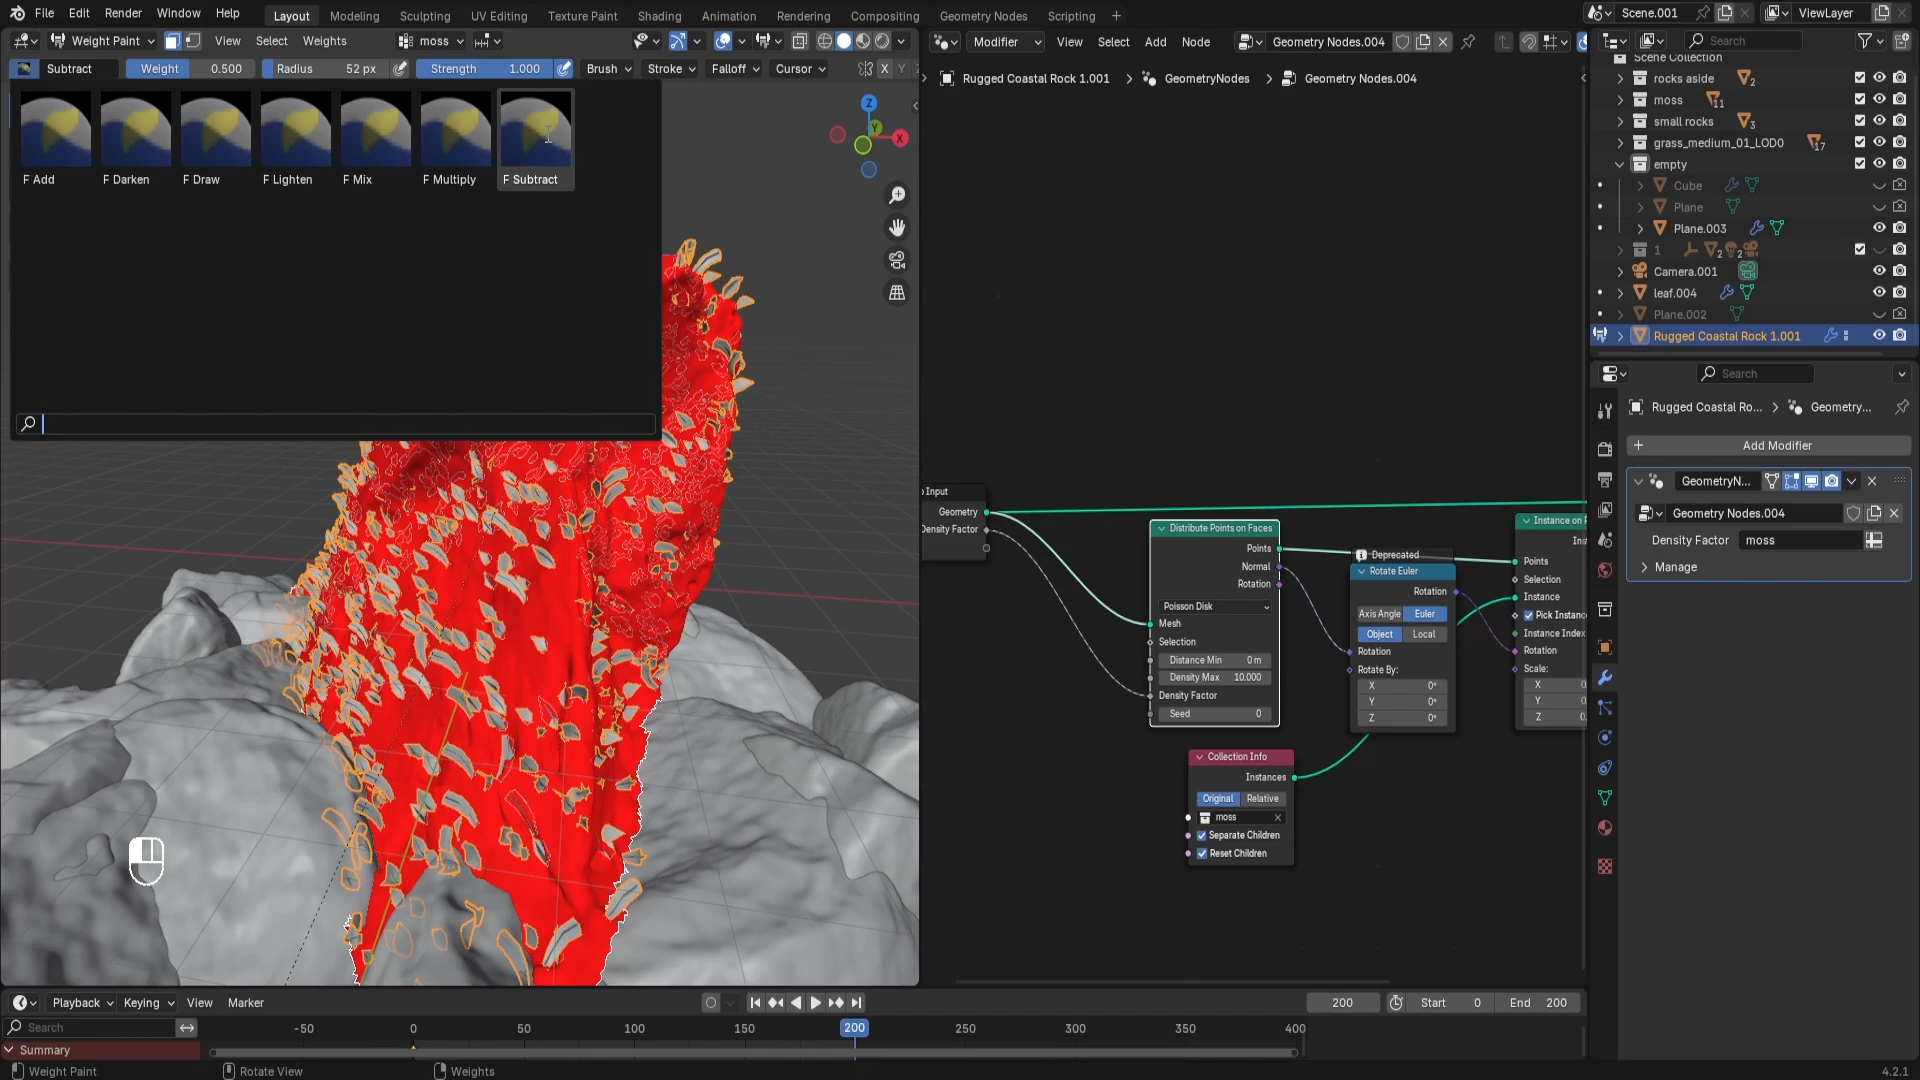 File Edit Render Window Help
Layout Modeling Sculpting UV Editing Texture Paint Shading Animation Rendering Compositing Geometry Nodes Scripting
Scene.001 ViewLayer
Weight Paint View Select Weights moss
Modifier View Select Add Node Geometry Nodes.004
Search
Subtract Weight 0.500 Radius 52 px Strength 1.000 Brush Stroke Falloff Cursor X Y
Rugged Coastal Rock 1.001 GeometryNodes Geometry Nodes.004
F Add F Darken F Draw F Lighten F Mix F Multiply F Subtract
Z
Y
X
Scene Collection
rocks aside 2
moss 11
small rocks 3
grass_medium_01_LOD0 17
empty
Cube
Plane
Plane.003
1 2 2
Camera.001
leaf.004
Plane.002
Rugged Coastal Rock 1.001
Search
Rugged Coastal Ro... Geometry...
Add Modifier
GeometryN...
Geometry Nodes.004
Density Factor moss
Manage
Input
Geometry
Density Factor
Distribute Points on Faces
Points
Normal
Rotation
Poisson Disk
Mesh
Selection
Distance Min 0 m
Density Max 10.000
Density Factor
Seed 0
Deprecated
Rotate Euler
Rotation
Axis Angle Euler
Object Local
Rotation
Rotate By:
X 0°
Y 0°
Z 0°
Collection Info
Instances
Original Relative
moss
Separate Children
Reset Children
Instance on
Points
Selection
Instance
Pick Instanc
Instance Index
Rotation
Scale:
X
Y
Z
Playback Keying View Marker
200 Start 0 End 200
Search
-50 0 50 100 150 200 250 300 350 400
Summary
Weight Paint Rotate View Weights
4.2.1